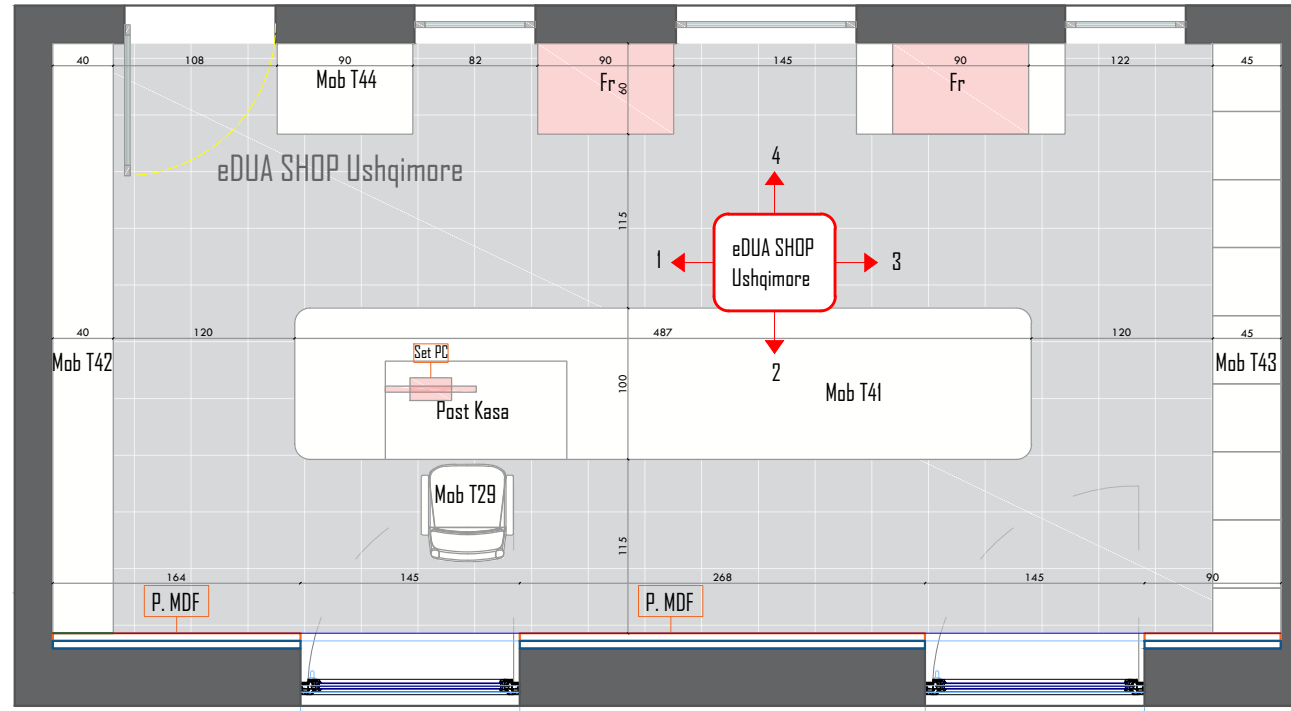 40 108 90 82 90 145 90 122 45
Mob T44
Fr
60
Fr
eDUA SHOP Ushqimore
4
115
1
eDUA SHOP
Ushqimore
3
40 120 487 120 45
Mob T42
Set PC
2
Mob T43
100
Mob T41
Post Kasa
Mob T29
115
164 145 268 145 90
P. MDF
P. MDF